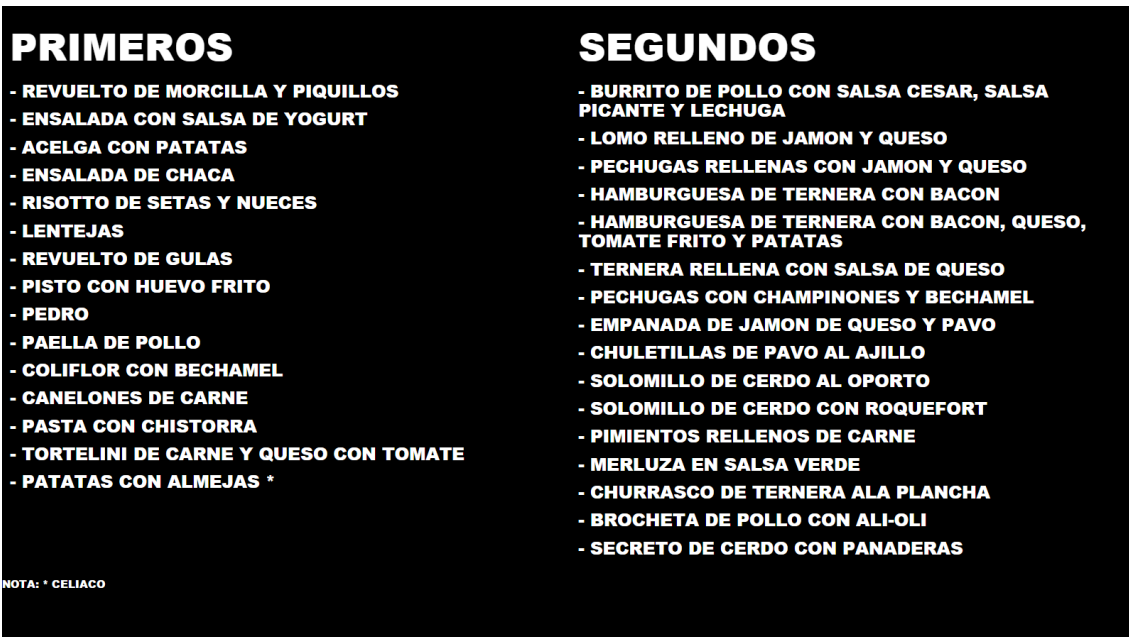 PRIMEROS
- REVUELTO DE MORCILLA Y PIQUILLOS
- ENSALADA CON SALSA DE YOGURT
- ACELGA CON PATATAS
- ENSALADA DE CHACA
- RISOTTO DE SETAS Y NUECES
- LENTEJAS
- REVUELTO DE GULAS
- PISTO CON HUEVO FRITO
- PEDRO
- PAELLA DE POLLO
- COLIFLOR CON BECHAMEL
- CANELONES DE CARNE
- PASTA CON CHISTORRA
- TORTELINI DE CARNE Y QUESO CON TOMATE
- PATATAS CON ALMEJAS *
SEGUNDOS
- BURRITO DE POLLO CON SALSA CESAR, SALSA
PICANTE Y LECHUGA
- LOMO RELLENO DE JAMON Y QUESO
- PECHUGAS RELLENAS CON JAMON Y QUESO
- HAMBURGUESA DE TERNERA CON BACON
- HAMBURGUESA DE TERNERA CON BACON, QUESO,
TOMATE FRITO Y PATATAS
- TERNERA RELLENA CON SALSA DE QUESO
- PECHUGAS CON CHAMPINONES Y BECHAMEL
- EMPANADA DE JAMON DE QUESO Y PAVO
- CHULETILLAS DE PAVO AL AJILLO
- SOLOMILLO DE CERDO AL OPORTO
- SOLOMILLO DE CERDO CON ROQUEFORT
- PIMIENTOS RELLENOS DE CARNE
- MERLUZA EN SALSA VERDE
- CHURRASCO DE TERNERA ALA PLANCHA
- BROCHETA DE POLLO CON ALI-OLI
- SECRETO DE CERDO CON PANADERAS
NOTA: * CELIACO